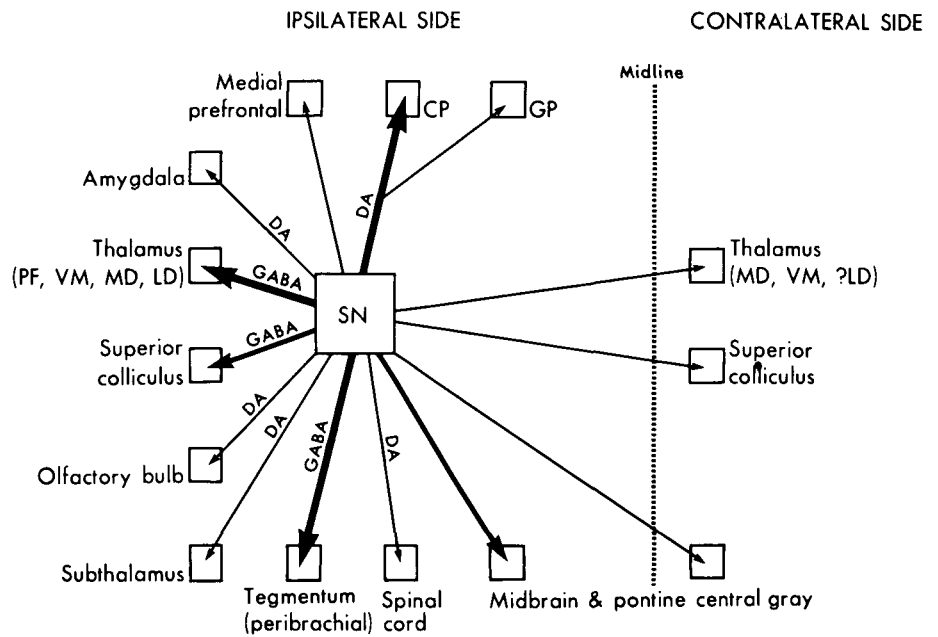 IPSILATERAL SIDE
CONTRALATERAL SIDE
Midline
Medial
prefrontal
CP
GP
Amygdala
DA
DA
Thalamus
(PF, VM, MD, LD)
GABA
SN
Thalamus
(MD, VM, ?LD)
Superior
colliculus
GABA
Superior
colliculus
Olfactory bulb
DA
DA
GABA
DA
Subthalamus
Tegmentum
(peribrachial)
Spinal
cord
Midbrain & pontine central gray